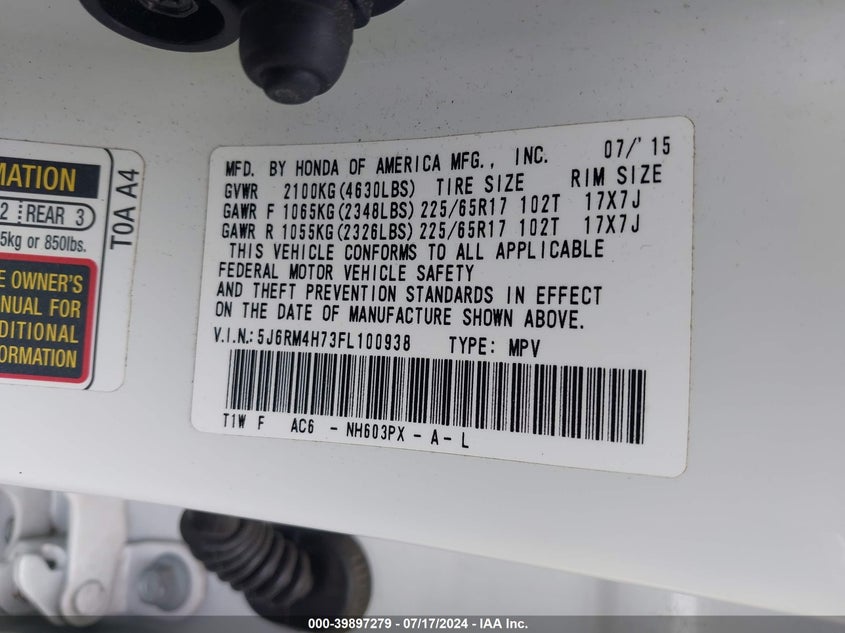 MATION
2 REAR 3
5kg or 850lbs.
T0A A4
E OWNER'S
NUAL FOR
DITIONAL
FORMATION
MFD. BY HONDA OF AMERICA MFG., INC. 07/'15
GVWR 2100KG(4630LBS) TIRE SIZE RIM SIZE
GAWR F 1065KG(2348LBS) 225/65R17 102T 17X7J
GAWR R 1055KG(2326LBS) 225/65R17 102T 17X7J
THIS VEHICLE CONFORMS TO ALL APPLICABLE
FEDERAL MOTOR VEHICLE SAFETY
AND THEFT PREVENTION STANDARDS IN EFFECT
ON THE DATE OF MANUFACTURE SHOWN ABOVE.
V.I.N.:5J6RM4H73FL100938 TYPE: MPV
T1W F AC6 - NH603PX - A - L
000-39897279 - 07/17/2024 - IAA Inc.